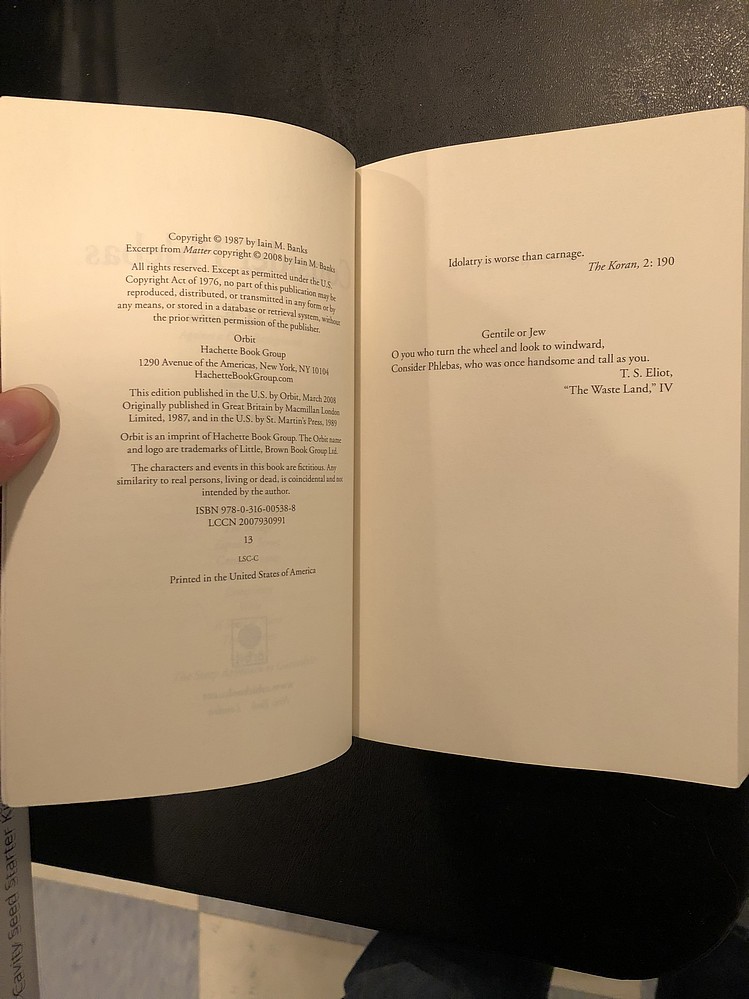 Copyright © 1987 by Iain M. Banks
Excerpt from Matter copyright © 2008 by Iain M. Banks
All rights reserved. Except as permitted under the U.S.
Copyright Act of 1976, no part of this publication may be
reproduced, distributed, or transmitted in any form or by
any means, or stored in a database or retrieval system, without
the prior written permission of the publisher.
Orbit
Hachette Book Group
1290 Avenue of the Americas, New York, NY 10104
HachetteBookGroup.com
This edition published in the U.S. by Orbit, March 2008
Originally published in Great Britain by Macmillan London
Limited, 1987, and in the U.S. by St. Martin's Press, 1989
Orbit is an imprint of Hachette Book Group. The Orbit name
and logo are trademarks of Little, Brown Book Group Ltd.
The characters and events in this book are fictitious. Any
similarity to real persons, living or dead, is coincidental and not
intended by the author.
ISBN 978-0-316-00538-8
LCCN 2007930991
13
LSC-C
Printed in the United States of America
Idolatry is worse than carnage.
The Koran, 2: 190
Gentile or Jew
O you who turn the wheel and look to windward,
Consider Phlebas, who was once handsome and tall as you.
T. S. Eliot,
“The Waste Land,” IV
Cavity Seed Starter